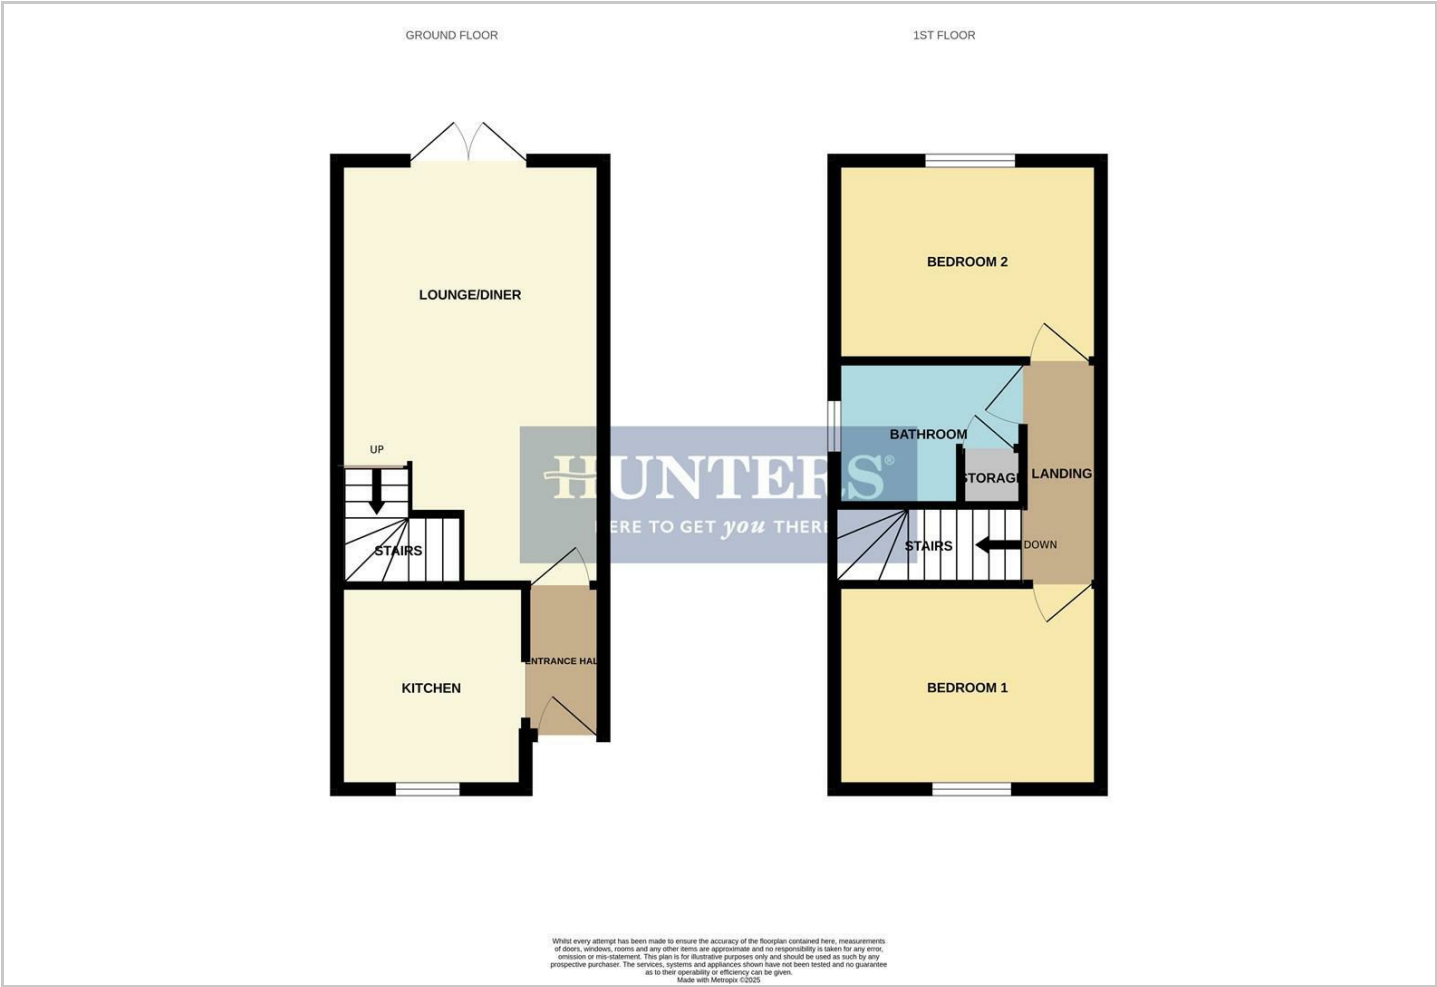 GROUND FLOOR
1ST FLOOR
LOUNGE/DINER
UP
STAIRS
KITCHEN
ENTRANCE HAL
BEDROOM 2
BATHROOM
STORAGE
LANDING
STAIRS
DOWN
BEDROOM 1
HUNTERS®
HERE TO GET you THERE
Whilst every attempt has been made to ensure the accuracy of the floorplan contained here, measurements
of doors, windows, rooms and any other items are approximate and no responsibility is taken for any error,
omission or mis-statement. This plan is for illustrative purposes only and should be used as such by any
prospective purchaser. The services, systems and appliances shown have not been tested and no guarantee
as to their operability or efficiency can be given.
Made with Metropix ©2025